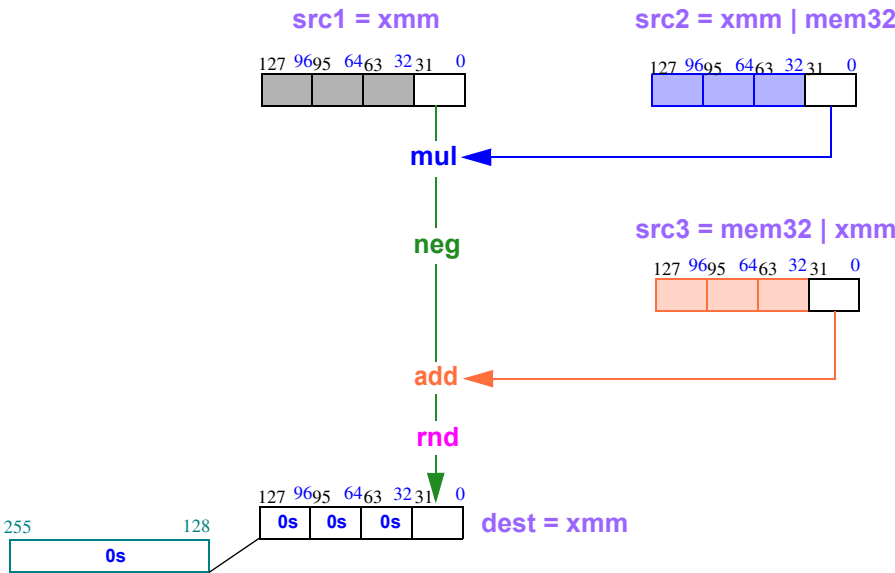 src1 = xmm
src2 = xmm | mem32
127 96 95 64 63 32 31 0
127 96 95 64 63 32 31 0
mul
neg
src3 = mem32 | xmm
127 96 95 64 63 32 31 0
add
rnd
127 96 95 64 63 32 31 0
0s 0s 0s
dest = xmm
255 128
0s